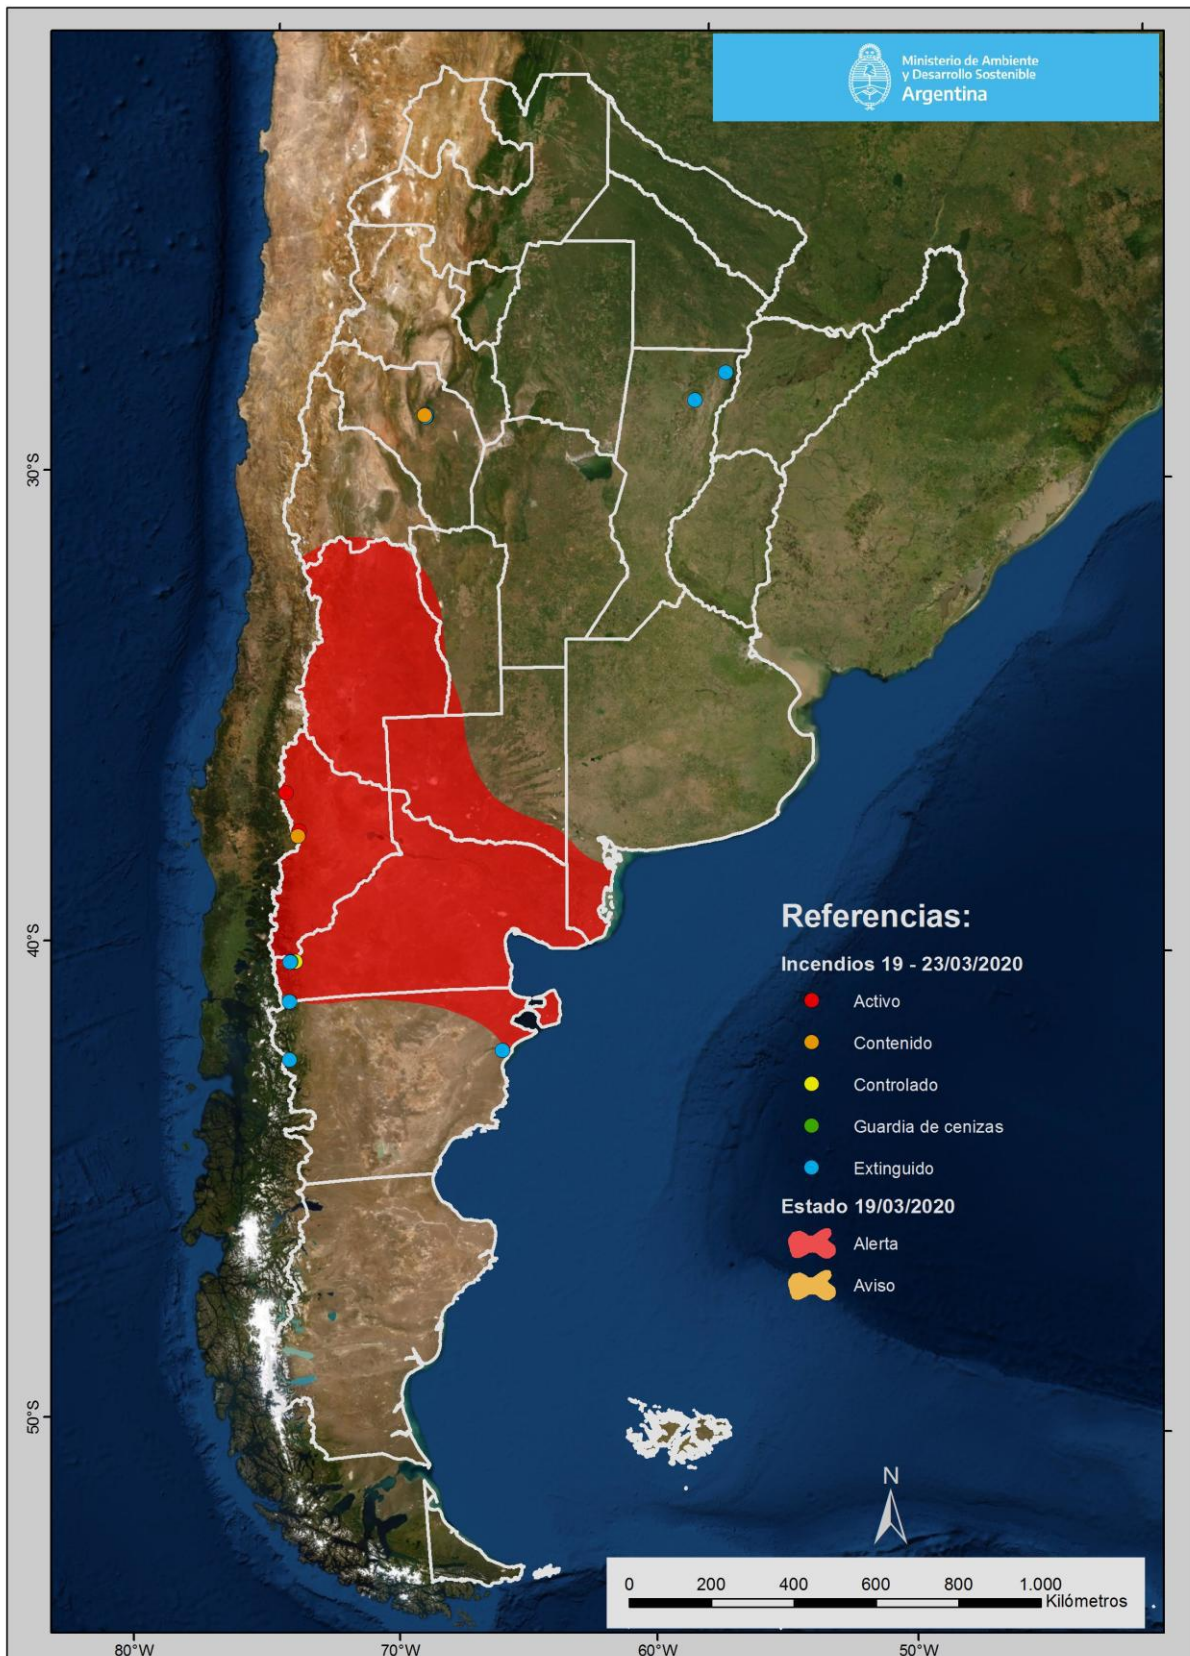 Ministerio de Ambiente
y Desarrollo Sostenible
Argentina
30°S
40°S
50°S
Referencias:
Incendios 19 - 23/03/2020
Activo
Contenido
Controlado
Guardia de cenizas
Extinguido
Estado 19/03/2020
Alerta
Aviso
N
0 200 400 600 800 1.000
Kilómetros
80°W 70°W 60°W 50°W